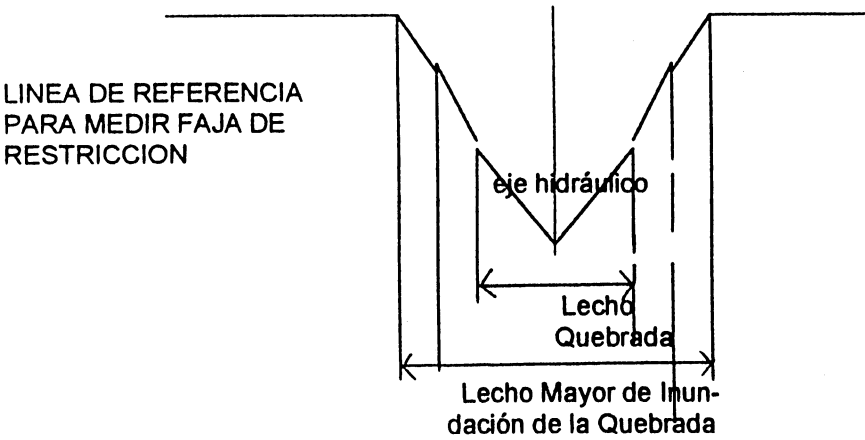 LINEA DE REFERENCIA
PARA MEDIR FAJA DE
RESTRICCION
eje hidráulico
Lecho
Quebrada
Lecho Mayor de Inun-
dación de la Quebrada